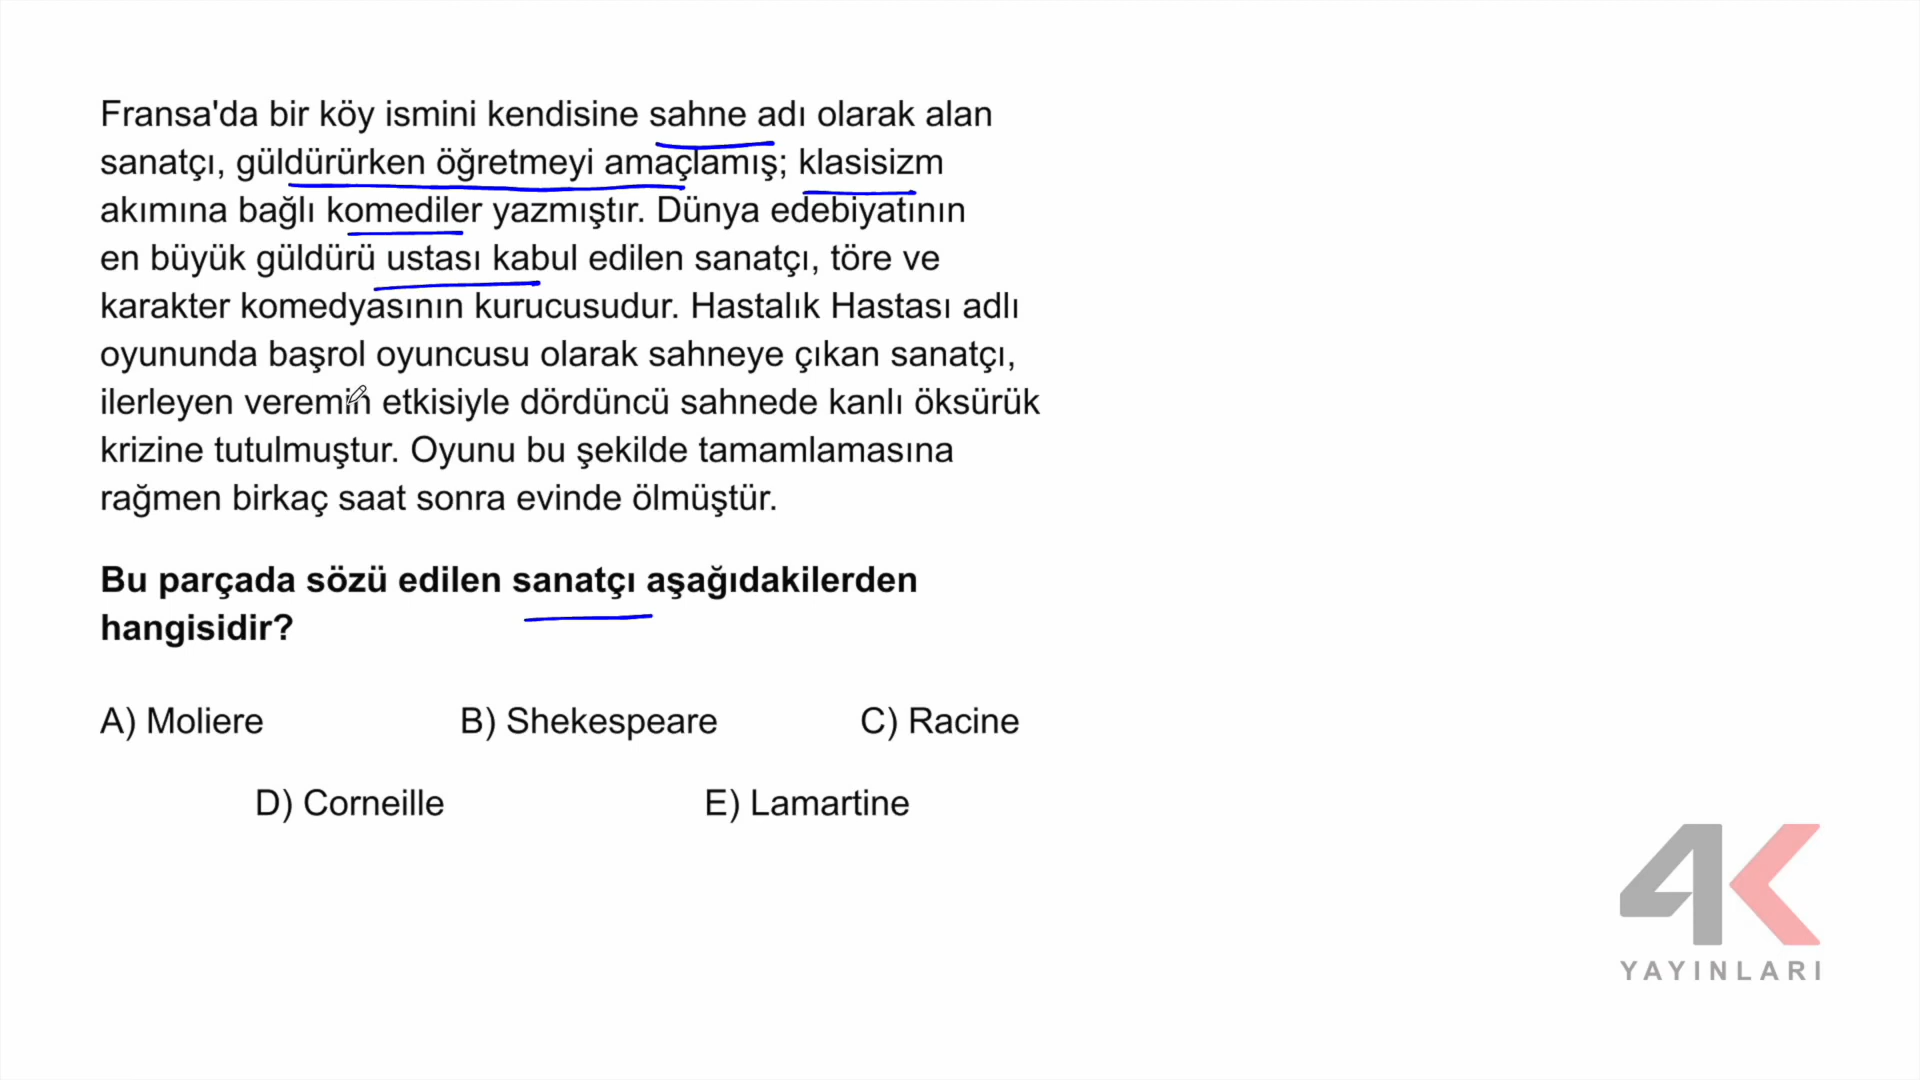 Fransa'da bir köy ismini kendisine sahne adı olarak alan
sanatçı, güldürürken öğretmeyi amaçlamış; klasisizm
akımına bağlı komediler yazmıştır. Dünya edebiyatının
en büyük güldürü ustası kabul edilen sanatçı, töre ve
karakter komedyasının kurucusudur. Hastalık Hastası adlı
oyununda başrol oyuncusu olarak sahneye çıkan sanatçı,
ilerleyen veremin etkisiyle dördüncü sahnede kanlı öksürük
krizine tutulmuştur. Oyunu bu şekilde tamamlamasına
rağmen birkaç saat sonra evinde ölmüştür.
Bu parçada sözü edilen sanatçı aşağıdakilerden
hangisidir?
A) Moliere B) Shekespeare C) Racine
D) Corneille E) Lamartine
4K
YAYINLARI